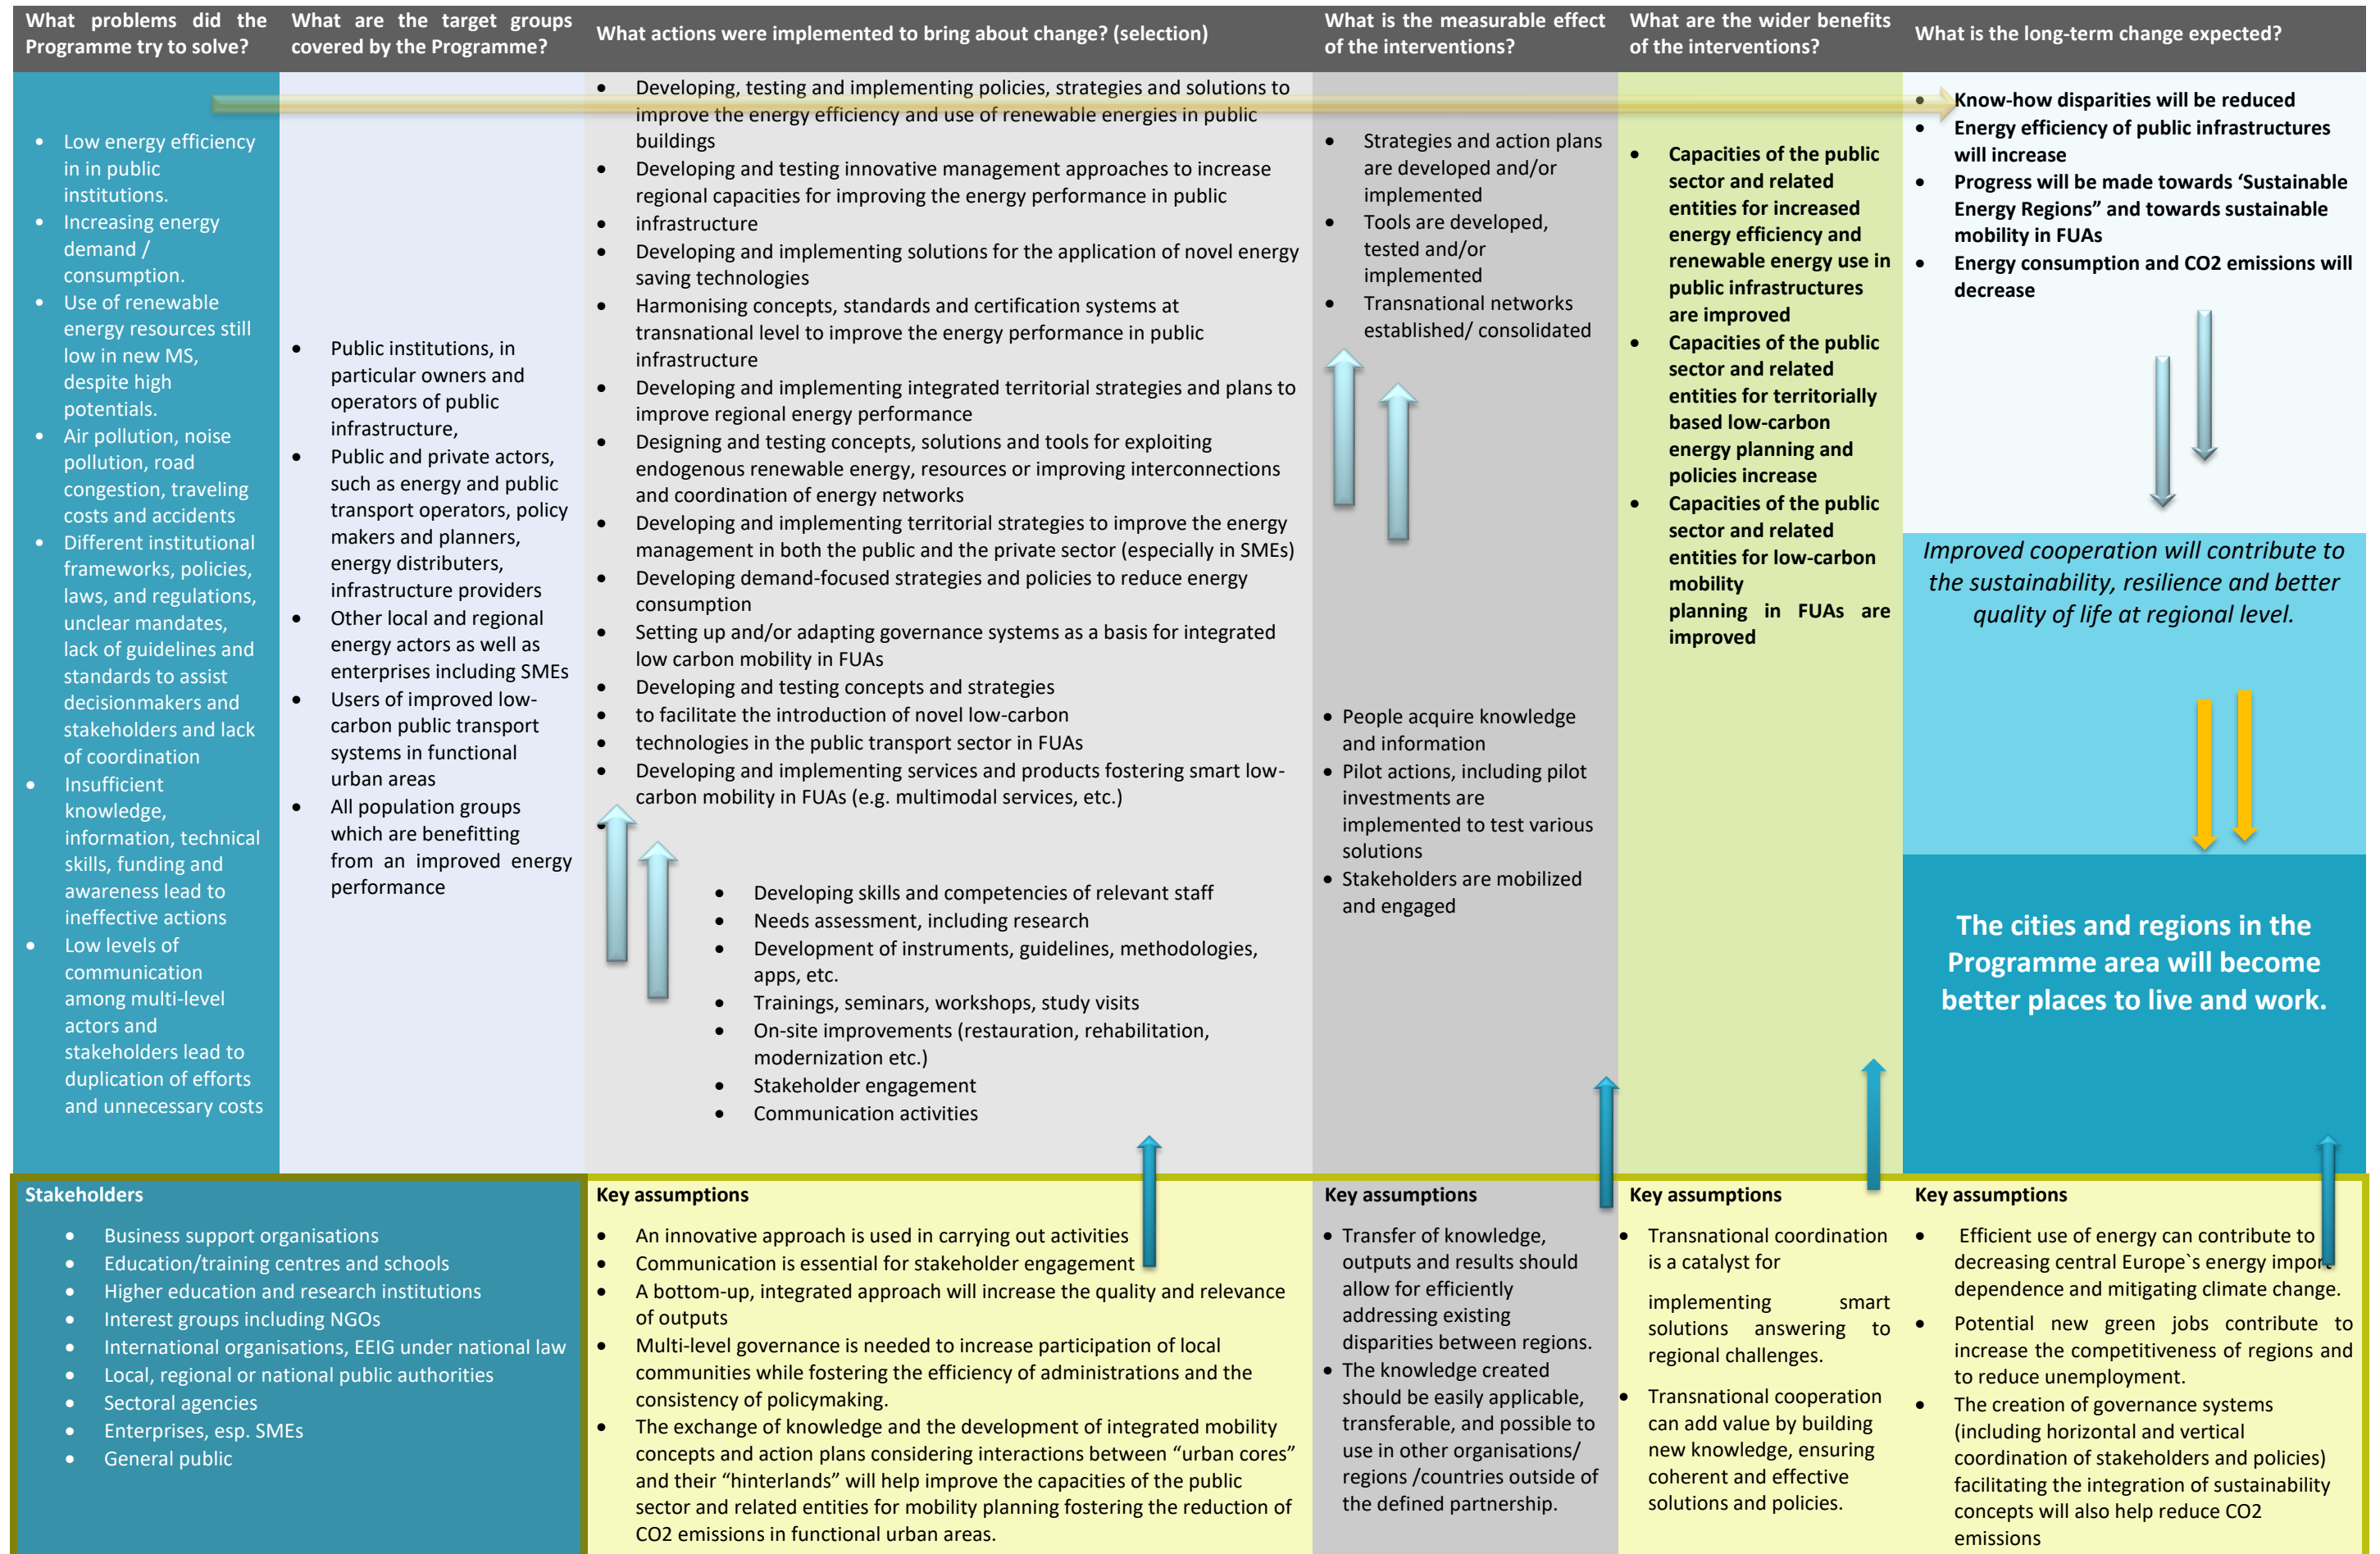 What problems did the
Programme try to solve?
What are the target groups
covered by the Programme?
What actions were implemented to bring about change? (selection)
What is the measurable effect
of the interventions?
What are the wider benefits
of the interventions?
What is the long-term change expected?
• Low energy efficiency
in in public
institutions.
• Increasing energy
demand /
consumption.
• Use of renewable
energy resources still
low in new MS,
despite high
potentials.
• Air pollution, noise
pollution, road
congestion, traveling
costs and accidents
• Different institutional
frameworks, policies,
laws, and regulations,
unclear mandates,
lack of guidelines and
standards to assist
decisionmakers and
stakeholders and lack
of coordination
• Insufficient
knowledge,
information, technical
skills, funding and
awareness lead to
ineffective actions
• Low levels of
communication
among multi-level
actors and
stakeholders lead to
duplication of efforts
and unnecessary costs
• Public institutions, in
particular owners and
operators of public
infrastructure,
• Public and private actors,
such as energy and public
transport operators, policy
makers and planners,
energy distributers,
infrastructure providers
• Other local and regional
energy actors as well as
enterprises including SMEs
• Users of improved low-
carbon public transport
systems in functional
urban areas
• All population groups
which are benefitting
from an improved energy
performance
• Developing, testing and implementing policies, strategies and solutions to
improve the energy efficiency and use of renewable energies in public
buildings
• Developing and testing innovative management approaches to increase
regional capacities for improving the energy performance in public
• infrastructure
• Developing and implementing solutions for the application of novel energy
saving technologies
• Harmonising concepts, standards and certification systems at
transnational level to improve the energy performance in public
infrastructure
• Developing and implementing integrated territorial strategies and plans to
improve regional energy performance
• Designing and testing concepts, solutions and tools for exploiting
endogenous renewable energy, resources or improving interconnections
and coordination of energy networks
• Developing and implementing territorial strategies to improve the energy
management in both the public and the private sector (especially in SMEs)
• Developing demand-focused strategies and policies to reduce energy
consumption
• Setting up and/or adapting governance systems as a basis for integrated
low carbon mobility in FUAs
• Developing and testing concepts and strategies
• to facilitate the introduction of novel low-carbon
• technologies in the public transport sector in FUAs
• Developing and implementing services and products fostering smart low-
carbon mobility in FUAs (e.g. multimodal services, etc.)
•
• Developing skills and competencies of relevant staff
• Needs assessment, including research
• Development of instruments, guidelines, methodologies,
apps, etc.
• Trainings, seminars, workshops, study visits
• On-site improvements (restauration, rehabilitation,
modernization etc.)
• Stakeholder engagement
• Communication activities
• Strategies and action plans
are developed and/or
implemented
• Tools are developed,
tested and/or
implemented
• Transnational networks
established/ consolidated
• People acquire knowledge
and information
• Pilot actions, including pilot
investments are
implemented to test various
solutions
• Stakeholders are mobilized
and engaged
• Capacities of the public
sector and related
entities for increased
energy efficiency and
renewable energy use in
public infrastructures
are improved
• Capacities of the public
sector and related
entities for territorially
based low-carbon
energy planning and
policies increase
• Capacities of the public
sector and related
entities for low-carbon
mobility
planning in FUAs are
improved
• Know-how disparities will be reduced
• Energy efficiency of public infrastructures
will increase
• Progress will be made towards ‘Sustainable
Energy Regions” and towards sustainable
mobility in FUAs
• Energy consumption and CO2 emissions will
decrease
Improved cooperation will contribute to
the sustainability, resilience and better
quality of life at regional level.
The cities and regions in the
Programme area will become
better places to live and work.
Stakeholders
• Business support organisations
• Education/training centres and schools
• Higher education and research institutions
• Interest groups including NGOs
• International organisations, EEIG under national law
• Local, regional or national public authorities
• Sectoral agencies
• Enterprises, esp. SMEs
• General public
Key assumptions
• An innovative approach is used in carrying out activities
• Communication is essential for stakeholder engagement
• A bottom-up, integrated approach will increase the quality and relevance
of outputs
• Multi-level governance is needed to increase participation of local
communities while fostering the efficiency of administrations and the
consistency of policymaking.
• The exchange of knowledge and the development of integrated mobility
concepts and action plans considering interactions between “urban cores”
and their “hinterlands” will help improve the capacities of the public
sector and related entities for mobility planning fostering the reduction of
CO2 emissions in functional urban areas.
Key assumptions
• Transfer of knowledge,
outputs and results should
allow for efficiently
addressing existing
disparities between regions.
• The knowledge created
should be easily applicable,
transferable, and possible to
use in other organisations/
regions /countries outside of
the defined partnership.
Key assumptions
• Transnational coordination
is a catalyst for
implementing smart
solutions answering to
regional challenges.
• Transnational cooperation
can add value by building
new knowledge, ensuring
coherent and effective
solutions and policies.
Key assumptions
• Efficient use of energy can contribute to
decreasing central Europe`s energy import
dependence and mitigating climate change.
• Potential new green jobs contribute to
increase the competitiveness of regions and
to reduce unemployment.
• The creation of governance systems
(including horizontal and vertical
coordination of stakeholders and policies)
facilitating the integration of sustainability
concepts will also help reduce CO2
emissions